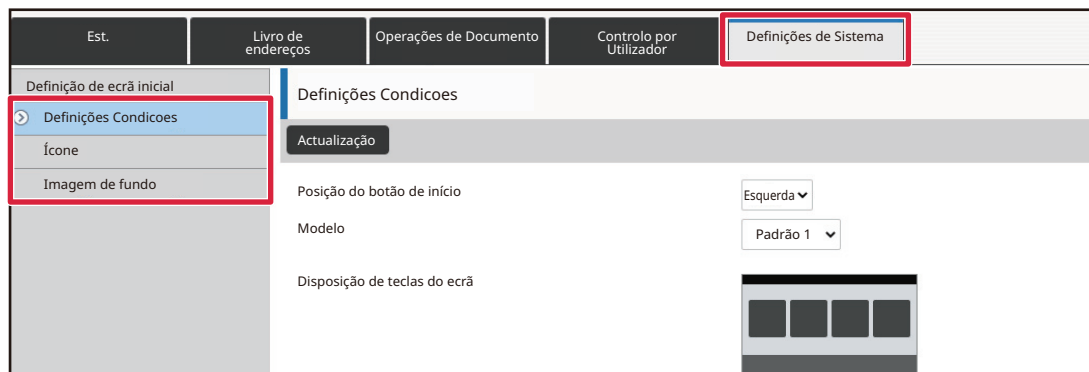 Est.
Livro de
endereços
Operações de Documento
Controlo por
Utilizador
Definições de Sistema
Definição de ecrã inicial
Definições Condicoes
Ícone
Imagem de fundo
Definições Condicoes
Actualização
Posição do botão de início
Esquerda
Modelo
Padrão 1
Disposição de teclas do ecrã